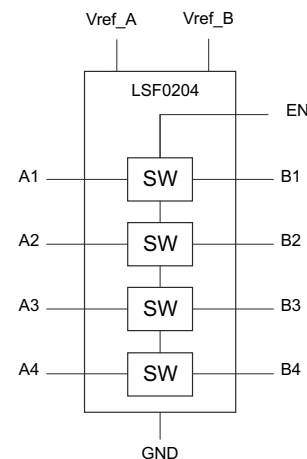 Vref_A Vref_B
LSF0204
EN
A1 SW B1
A2 SW B2
A3 SW B3
A4 SW B4
GND